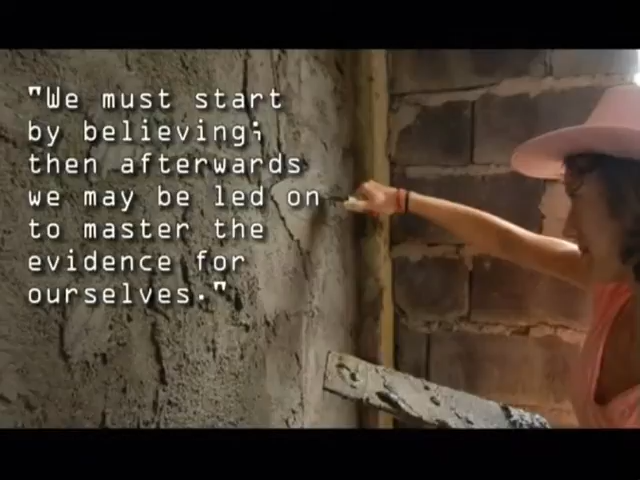 "We must start
by believing;
then afterwards
we may be led on
to master the
evidence for
ourselves."